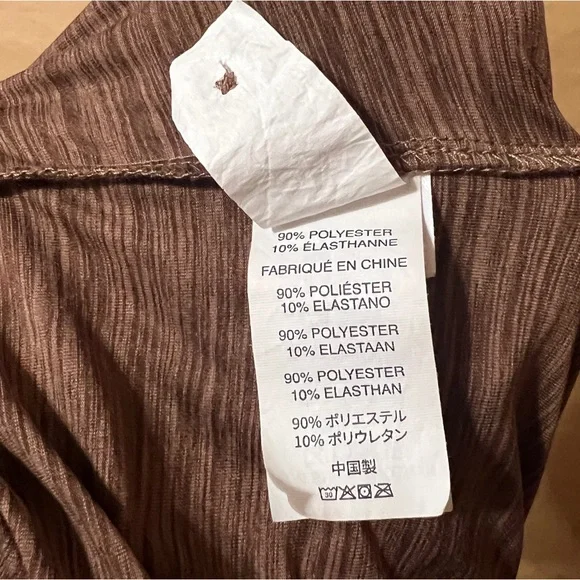 90% POLYESTER
10% ÉLASTHANNE
FABRIQUÉ EN CHINE
90% POLIÉSTER
10% ELASTANO
90% POLYESTER
10% ELASTAAN
90% POLYESTER
10% ELASTHAN
90% ポリエステル
10% ポリウレタン
中国製
30